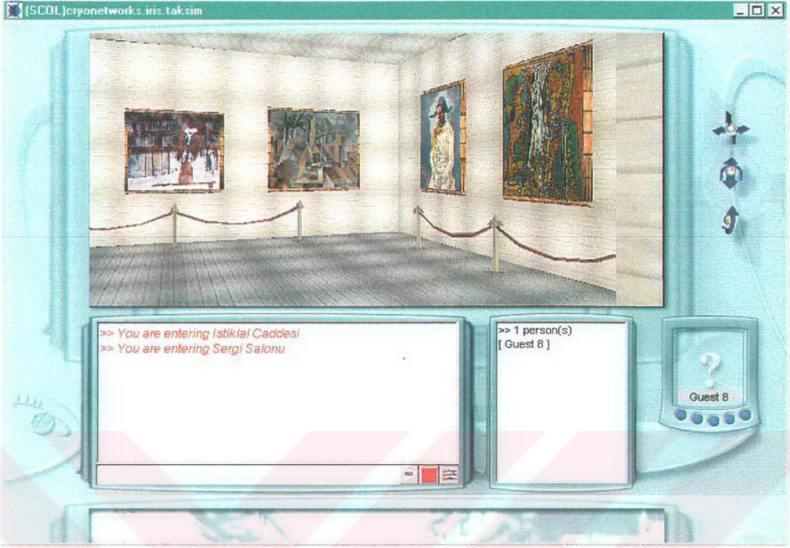 (SCOL)cryonetworks.iris.taksim
>> You are entering Istiklal Caddesi
>> You are entering Sergi Salonu
>> 1 person(s)
[ Guest 8 ]
Guest 8